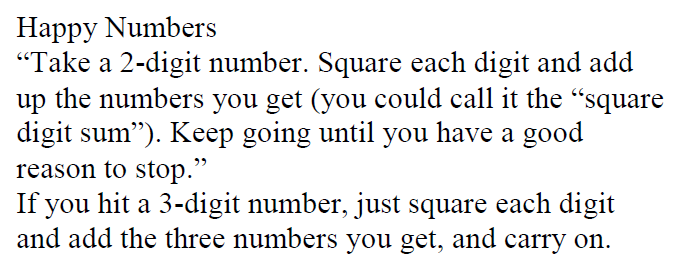 Happy Numbers
“Take a 2-digit number. Square each digit and add
up the numbers you get (you could call it the “square
digit sum”). Keep going until you have a good
reason to stop.”
If you hit a 3-digit number, just square each digit
and add the three numbers you get, and carry on.